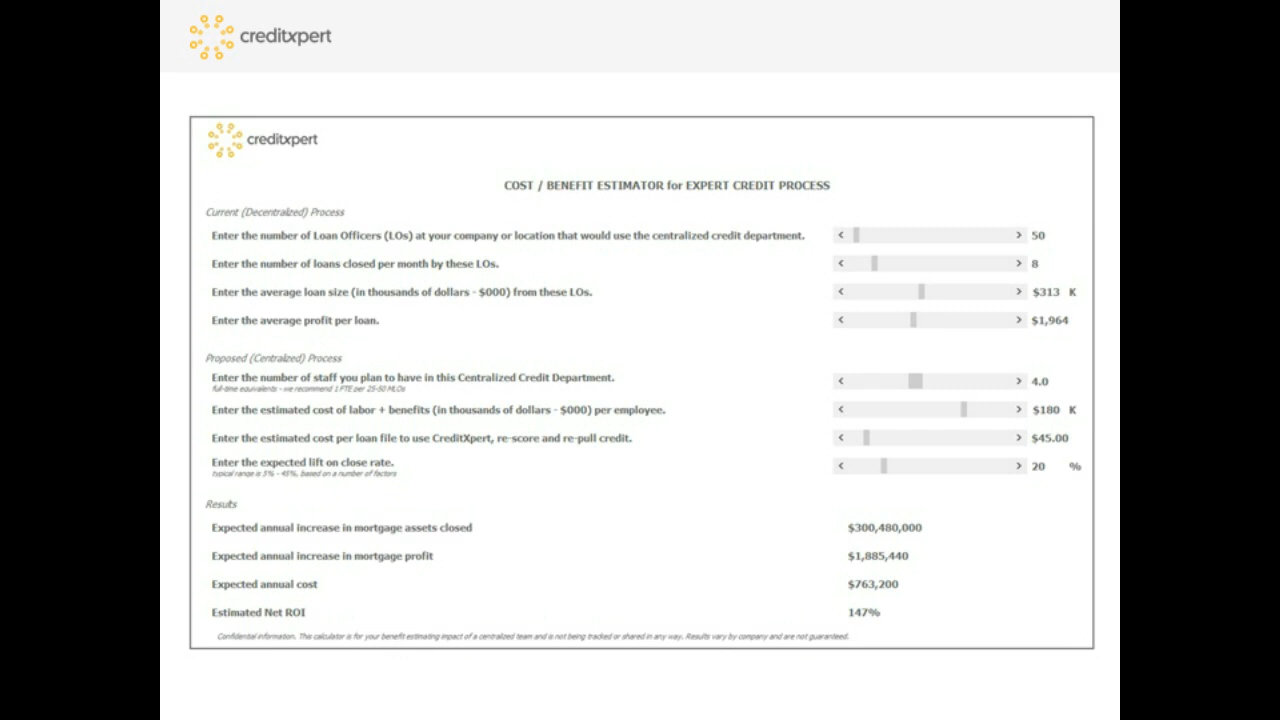 creditxpert
creditxpert
COST / BENEFIT ESTIMATOR for EXPERT CREDIT PROCESS
Current (Decentralized) Process
Enter the number of Loan Officers (LOs) at your company or location that would use the centralized credit department. < > 50
Enter the number of loans closed per month by these LOs. < > 8
Enter the average loan size (in thousands of dollars - $000) from these LOs. < > $313 K
Enter the average profit per loan. < > $1,964
Proposed (Centralized) Process
Enter the number of staff you plan to have in this Centralized Credit Department. < > 4.0
full-time equivalents - we recommend 1 FTE per 25-50 MLOs
Enter the estimated cost of labor + benefits (in thousands of dollars - $000) per employee. < > $180 K
Enter the estimated cost per loan file to use CreditXpert, re-score and re-pull credit. < > $45.00
Enter the expected lift on close rate. < > 20 %
typical range is 5% - 45%, based on a number of factors
Results
Expected annual increase in mortgage assets closed $300,480,000
Expected annual increase in mortgage profit $1,885,440
Expected annual cost $763,200
Estimated Net ROI 147%
Confidential information. This calculator is for your benefit estimating impact of a centralized team and is not being tracked or shared in any way. Results vary by company and are not guaranteed.